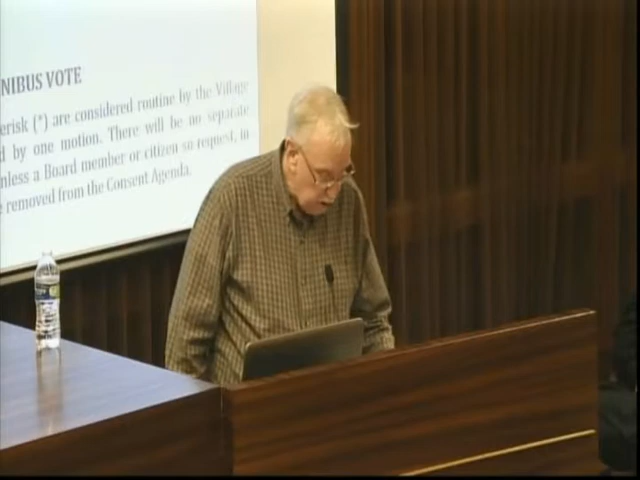 NIBUS VOTE
erisk (*) are considered routine by the Village
d by one motion. There will be no separate
nless a Board member or citizen so request, in
e removed from the Consent Agenda.